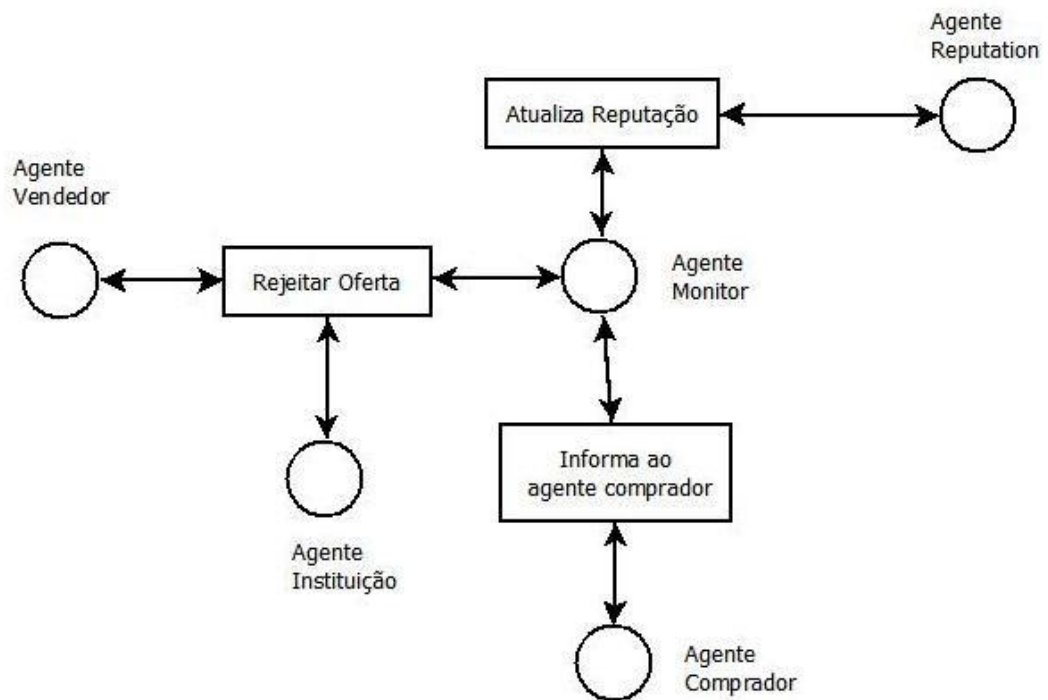 Agente
Reputation
Atualiza Reputação
Agente
Vendedor
Rejeitar Oferta
Agente
Monitor
Informa ao
agente comprador
Agente
Instituição
Agente
Comprador